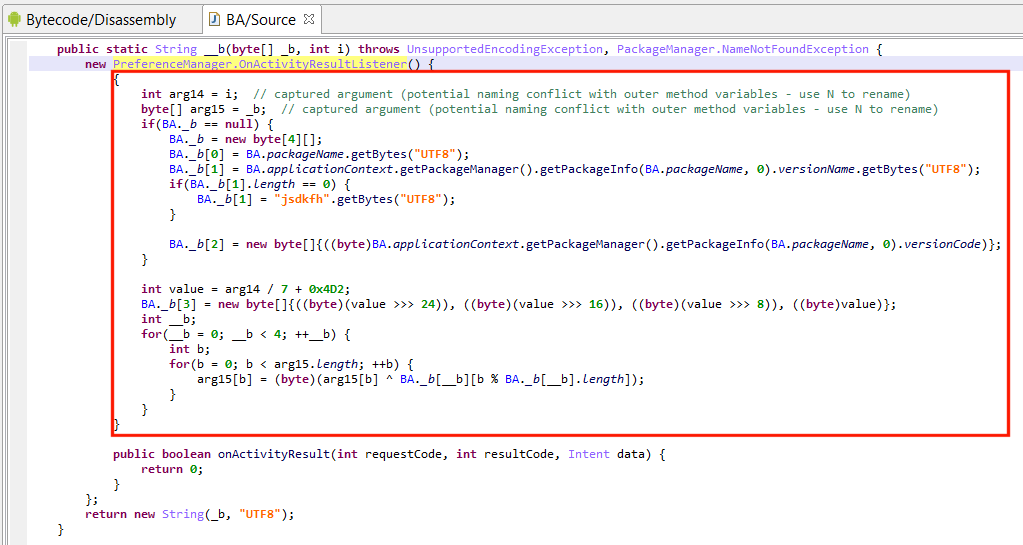 Bytecode/Disassembly BA/Source
public static String __b(byte[] _b, int i) throws UnsupportedEncodingException, PackageManager.NameNotFoundException {
new PreferenceManager.OnActivityResultListener() {
{
int arg14 = i;  // captured argument (potential naming conflict with outer method variables - use N to rename)
byte[] arg15 = _b;  // captured argument (potential naming conflict with outer method variables - use N to rename)
if(BA._b == null) {
BA._b = new byte[4][];
BA._b[0] = BA.packageName.getBytes("UTF8");
BA._b[1] = BA.applicationContext.getPackageManager().getPackageInfo(BA.packageName, 0).versionName.getBytes("UTF8");
if(BA._b[1].length == 0) {
BA._b[1] = "jsdkfh".getBytes("UTF8");
}
BA._b[2] = new byte[]{((byte)BA.applicationContext.getPackageManager().getPackageInfo(BA.packageName, 0).versionCode)};
}
int value = arg14 / 7 + 0x4D2;
BA._b[3] = new byte[]{((byte)(value >>> 24)), ((byte)(value >>> 16)), ((byte)(value >>> 8)), ((byte)value)};
int __b;
for(__b = 0; __b < 4; ++__b) {
int b;
for(b = 0; b < arg15.length; ++b) {
arg15[b] = (byte)(arg15[b] ^ BA._b[__b][b % BA._b[__b].length]);
}
}
}
public boolean onActivityResult(int requestCode, int resultCode, Intent data) {
return 0;
}
};
return new String(_b, "UTF8");
}